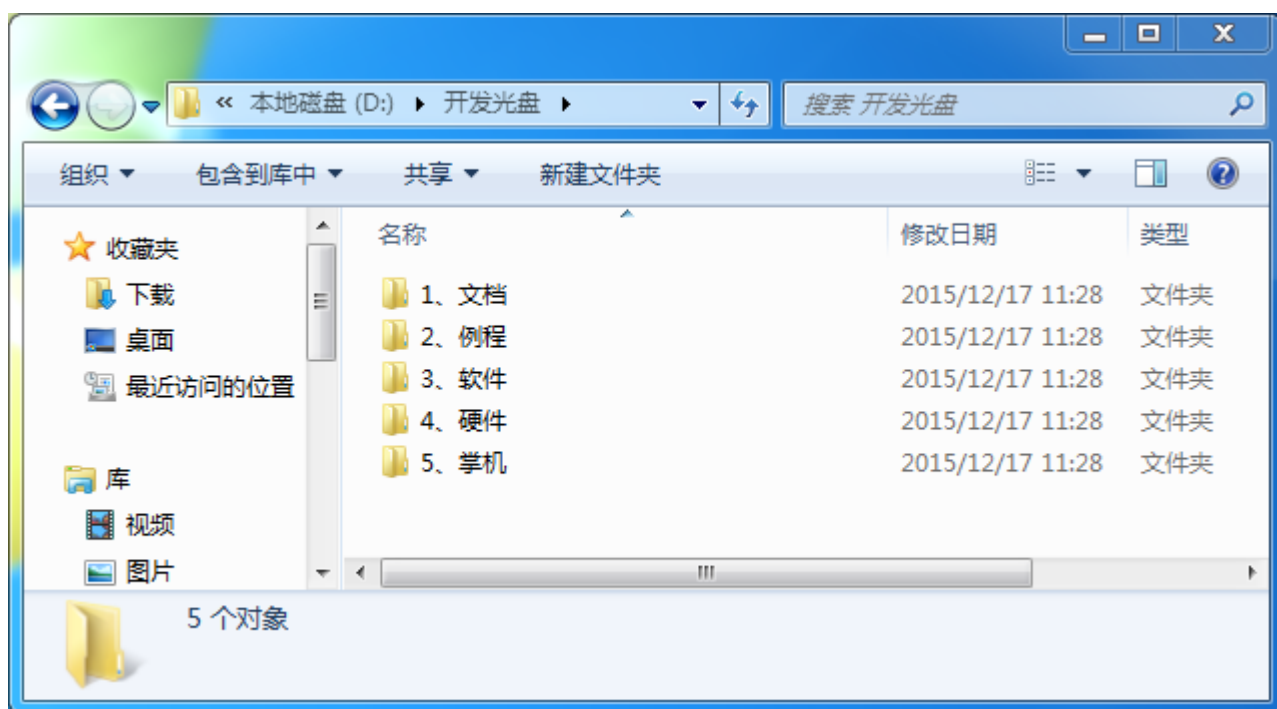 « 本地磁盘 (D:) ▸ 开发光盘 ▸ 搜索 开发光盘
组织 包含到库中 共享 新建文件夹
收藏夹
下载
桌面
最近访问的位置
库
视频
图片
名称 修改日期 类型
1、文档 2015/12/17 11:28 文件夹
2、例程 2015/12/17 11:28 文件夹
3、软件 2015/12/17 11:28 文件夹
4、硬件 2015/12/17 11:28 文件夹
5、掌机 2015/12/17 11:28 文件夹
5 个对象